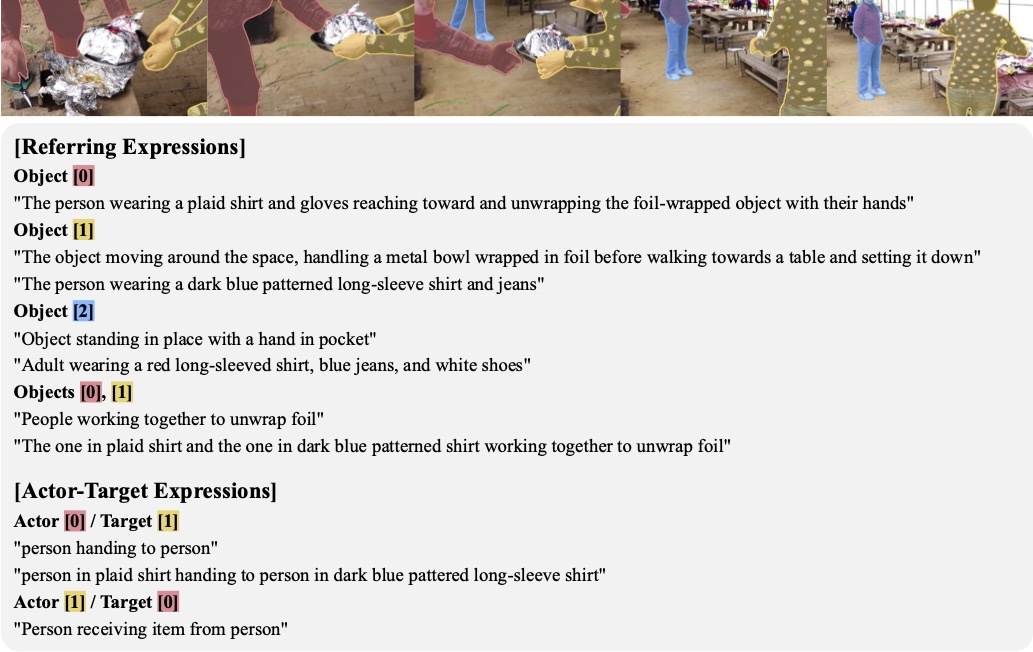 [Referring Expressions]
Object [0]
"The person wearing a plaid shirt and gloves reaching toward and unwrapping the foil-wrapped object with their hands"
Object [1]
"The object moving around the space, handling a metal bowl wrapped in foil before walking towards a table and setting it down"
"The person wearing a dark blue patterned long-sleeve shirt and jeans"
Object [2]
"Object standing in place with a hand in pocket"
"Adult wearing a red long-sleeved shirt, blue jeans, and white shoes"
Objects [0], [1]
"People working together to unwrap foil"
"The one in plaid shirt and the one in dark blue patterned shirt working together to unwrap foil"
[Actor-Target Expressions]
Actor [0] / Target [1]
"person handing to person"
"person in plaid shirt handing to person in dark blue pattered long-sleeve shirt"
Actor [1] / Target [0]
"Person receiving item from person"